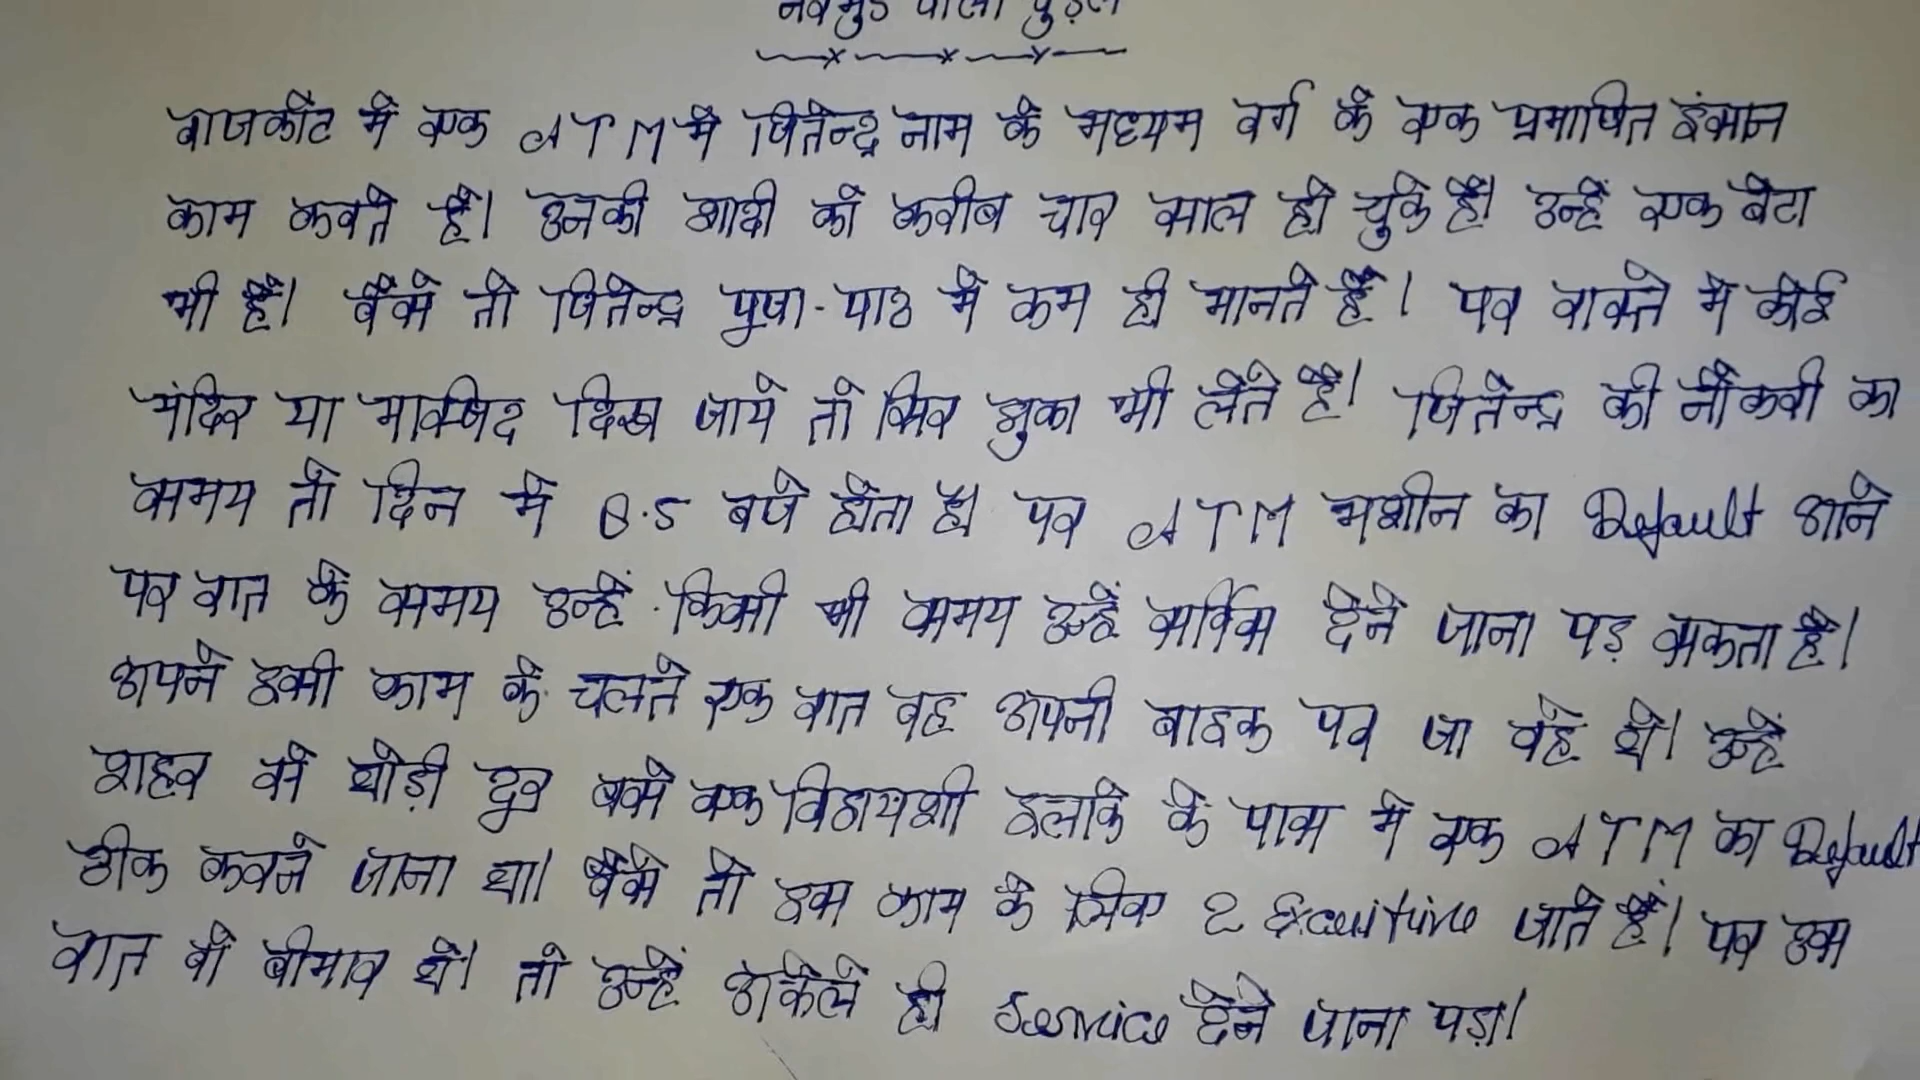 नवमुंड वाली चुड़ैल
राजकोट में एक ATM मे जितेन्द्र नाम के मध्यम वर्ग के एक प्रमाणित इंसान
काम करते है। उनकी शादी को करीब चार साल हो चुके है। उन्हें एक बेटा
भी है। वैसे तो जितेन्द्र पुजा-पाठ मे कम ही मानते है। पर रास्ते मे कोई
मंदिर या मस्जिद दिख जाये तो सिर झुका भी लेते है। जितेन्द्र की नौकरी का
समय तो दिन मे 8.5 बजे होता है। पर ATM मशीन का Default आने
पर रात के समय उन्हें किसी भी समय उन्हें सर्विस देने जाना पड़ सकता है।
अपने इसी काम के चलते एक रात वह अपनी बाइक पर जा रहे थे। उन्हें
शहर से थोड़ी दुर बसे एक रिहायशी इलाके के पास मे एक ATM का Default
ठीक करने जाना था। वैसे तो इस काम के लिए 2 Excuitive जाते है। पर उस
रात वो बीमार थे। तो उन्हें अकेले ही Service देने जाना पड़ा।